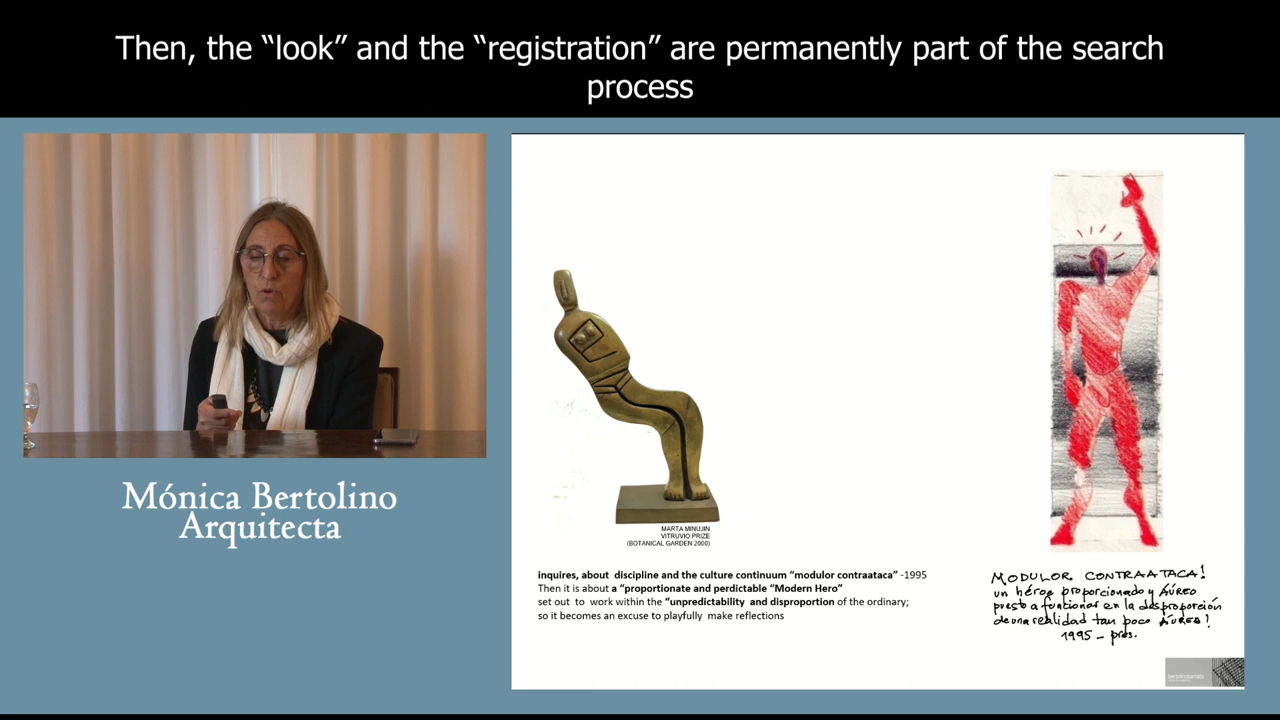 Then, the “look” and the “registration” are permanently part of the search
process
Mónica Bertolino
Arquitecta
MARTA MINUJIN
VITRUVIO PRIZE
(BOTANICAL GARDEN 2000)
inquires, about discipline and the culture continuum “modulor contraataca” -1995
Then it is about a “proportionate and perdictable “Modern Hero”
set out to work within the “unpredictability and disproportion of the ordinary;
so it becomes an excuse to playfully make reflections
MODULOR CONTRAATACA!
un héroe proporcionado y ÁUREO
presto a funcionar en la desproporción
de una realidad tan poco ÁUREA!
1995 - pres.